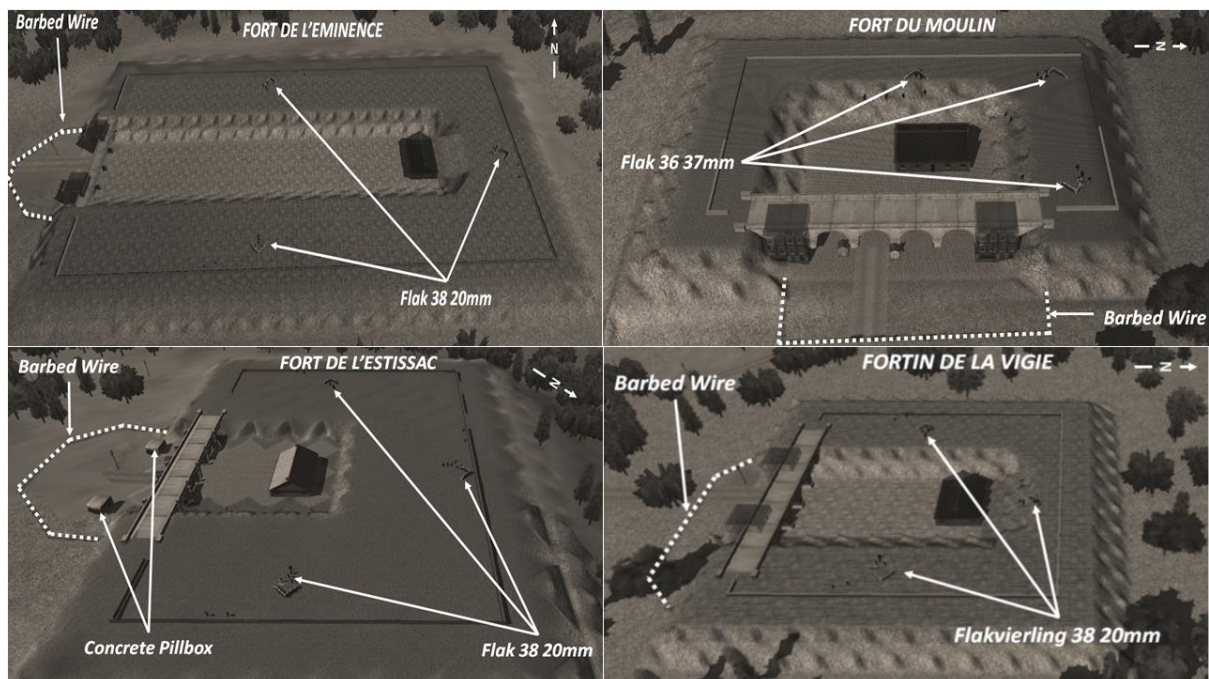 Barbed Wire
FORT DE L'EMINENCE
N
Flak 38 20mm
FORT DU MOULIN
N
Flak 36 37mm
Barbed Wire
Barbed Wire
FORT DE L'ESTISSAC
N
Concrete Pillbox
Flak 38 20mm
FORTIN DE LA VIGIE
N
Barbed Wire
Flakvierling 38 20mm